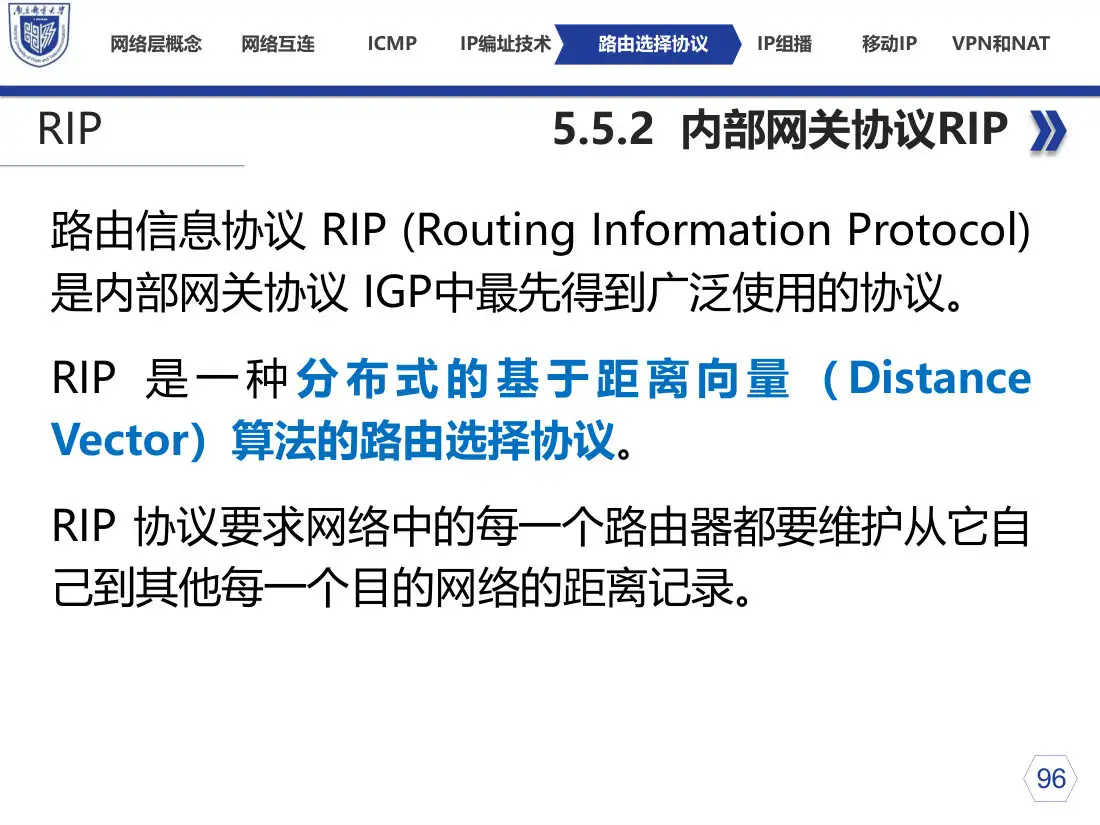 南京邮电大学
网络层概念 网络互连 ICMP IP编址技术 路由选择协议 IP组播 移动IP VPN和NAT
RIP
5.5.2 内部网关协议RIP
路由信息协议 RIP (Routing Information Protocol)
是内部网关协议 IGP中最先得到广泛使用的协议。
RIP 是一种分布式的基于距离向量（Distance
Vector）算法的路由选择协议。
RIP 协议要求网络中的每一个路由器都要维护从它自
己到其他每一个目的网络的距离记录。
96